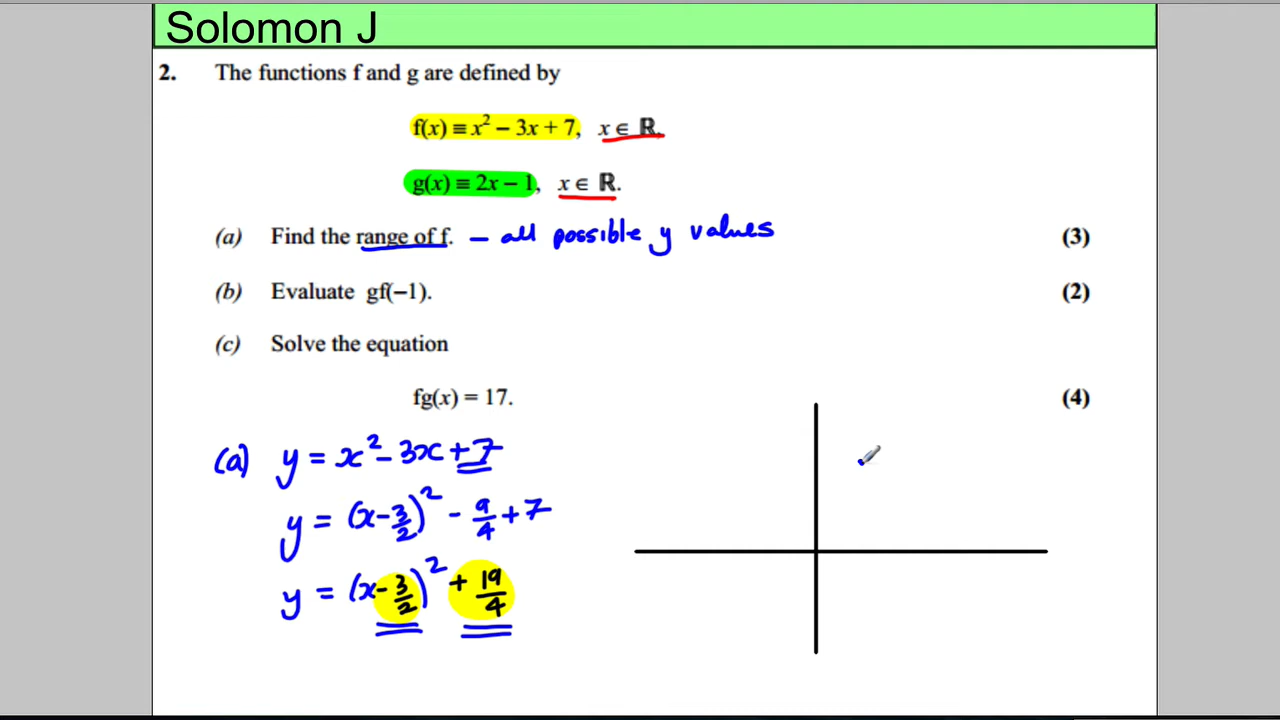 Solomon J
2. The functions f and g are defined by
f(x) ≡ x² − 3x + 7, x ∈ ℝ.
g(x) ≡ 2x − 1, x ∈ ℝ.
(a) Find the range of f. – all possible y values (3)
(b) Evaluate gf(−1). (2)
(c) Solve the equation
fg(x) = 17. (4)
(a) y = x² − 3x + 7
y = (x − 3/2)² − 9/4 + 7
y = (x − 3/2)² + 19/4